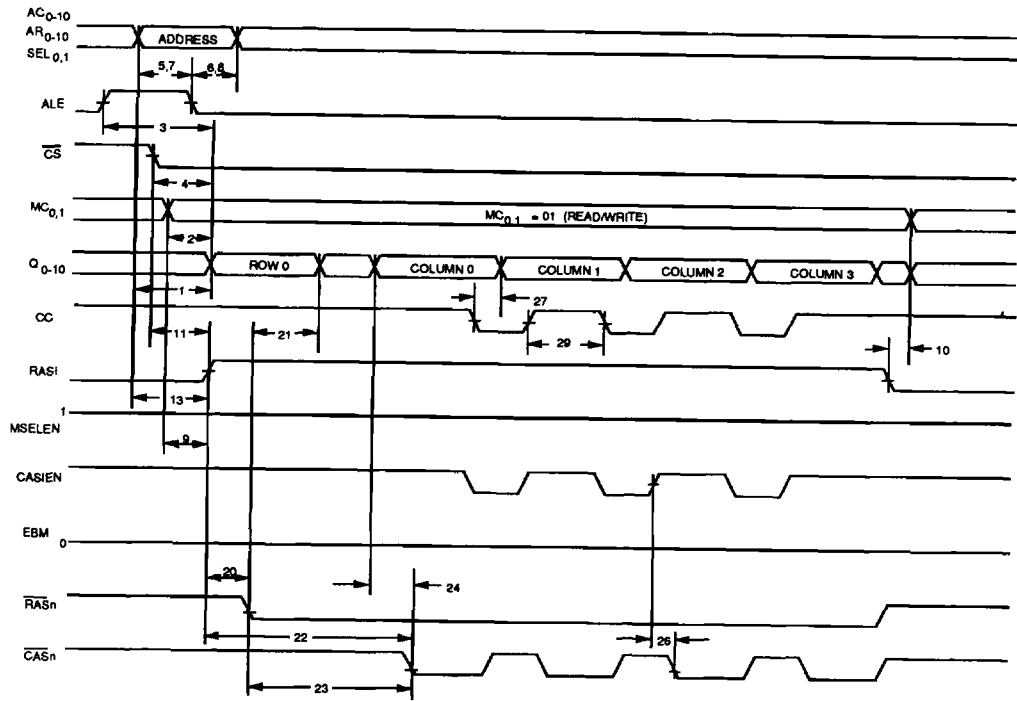 AC0-10
AR0-10 ADDRESS
SEL0,1
5,7 6,8
ALE
3
CS
4
MC0,1 MC0,1 = 01 (READ/WRITE)
2
Q0-10 ROW 0 COLUMN 0 COLUMN 1 COLUMN 2 COLUMN 3
1 27
CC
11 21 29 10
RASI
13
1
MSELEN
9
CASIEN
EBM 0
20 24
RASn
22 26
CASn
23